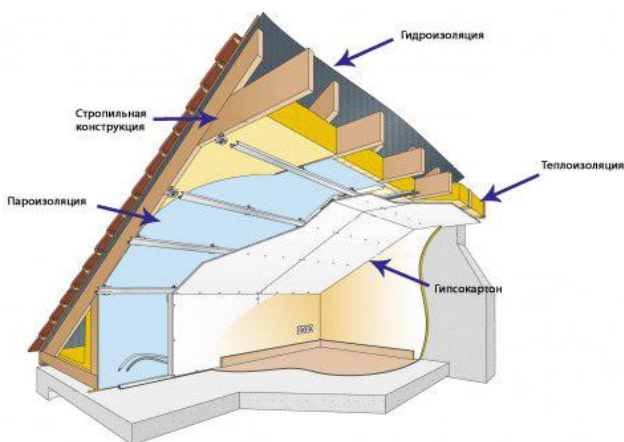 Гидроизоляция
Стропильная
конструкция
Теплоизоляция
Пароизоляция
Гипсокартон